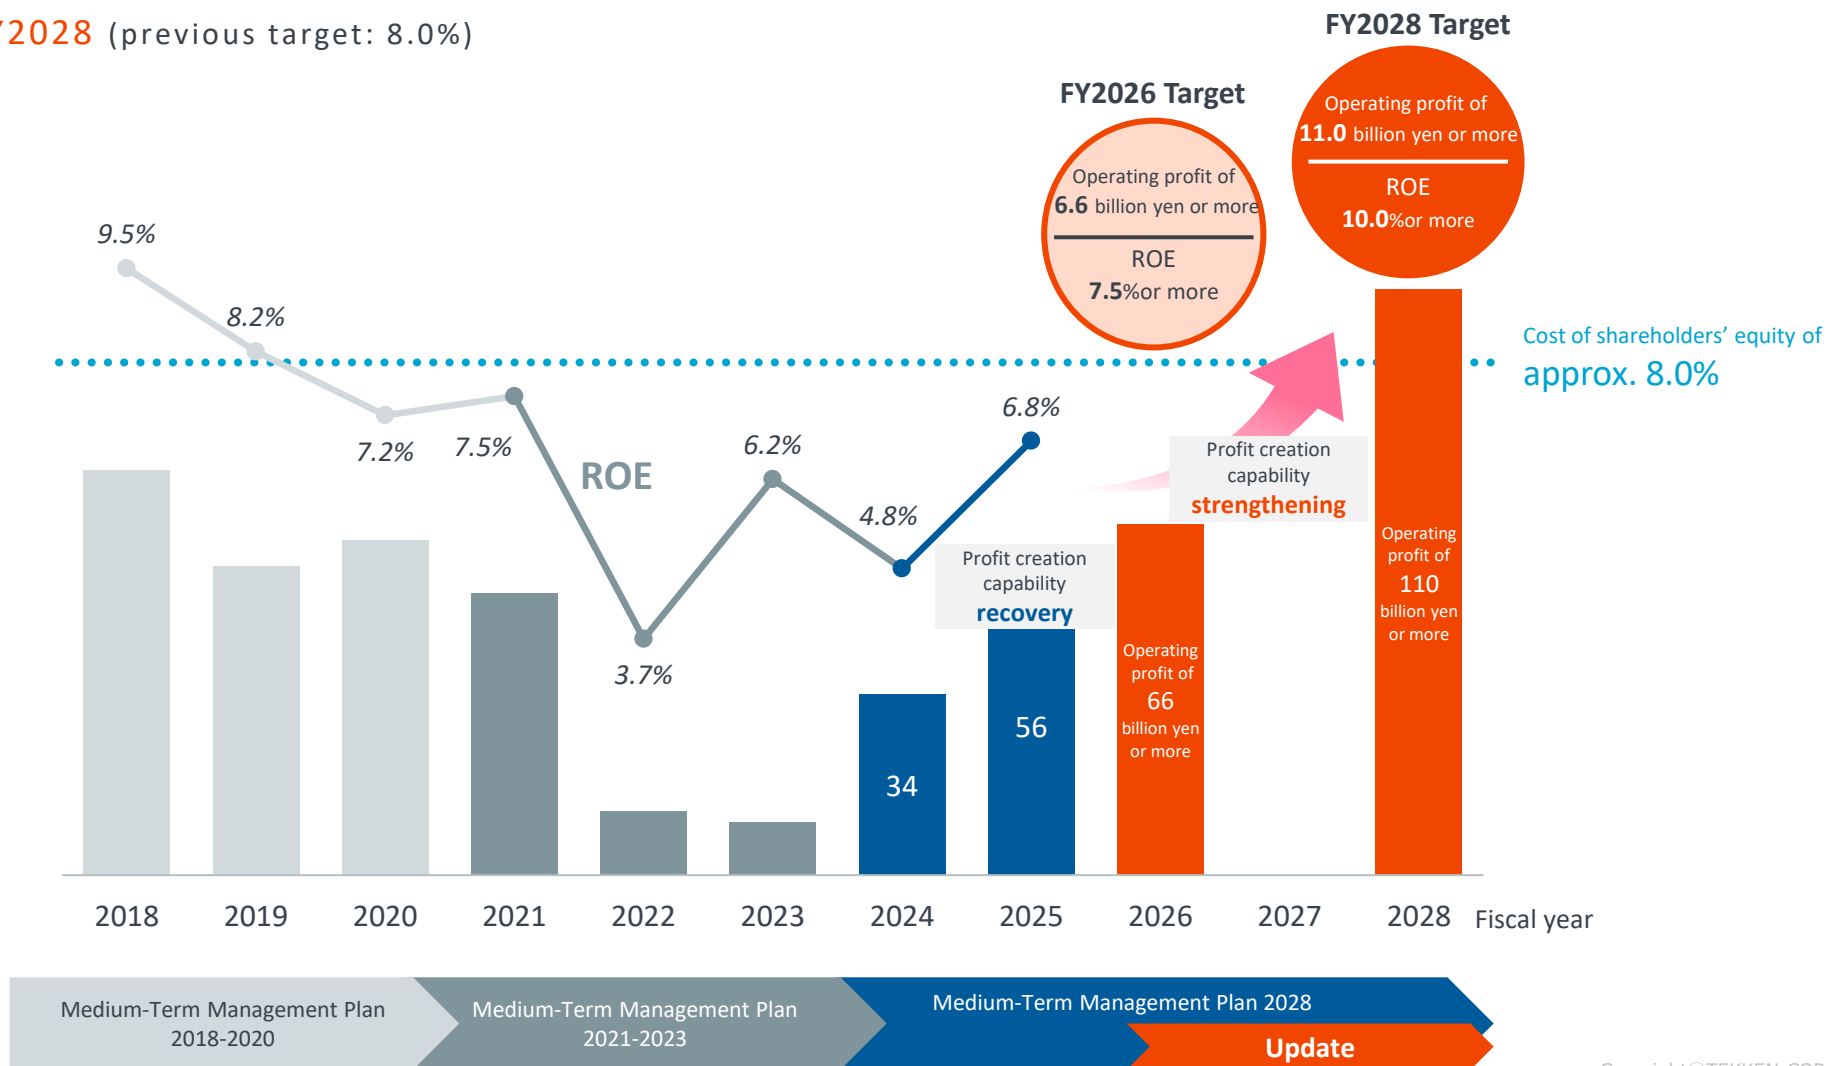 2028 (previous target: 8.0%)
FY2028 Target
Operating profit of
11.0 billion yen or more
ROE
10.0%or more
FY2026 Target
Operating profit of
6.6 billion yen or more
ROE
7.5%or more
9.5%
8.2%
7.2%
7.5%
ROE
3.7%
6.2%
4.8%
6.8%
Cost of shareholders’ equity of
approx. 8.0%
Profit creation
capability
strengthening
Profit creation
capability
recovery
34
56
Operating
profit of
66
billion yen
or more
Operating
profit of
110
billion yen
or more
2018
2019
2020
2021
2022
2023
2024
2025
2026
2027
2028
Fiscal year
Medium-Term Management Plan
2018-2020
Medium-Term Management Plan
2021-2023
Medium-Term Management Plan 2028
Update